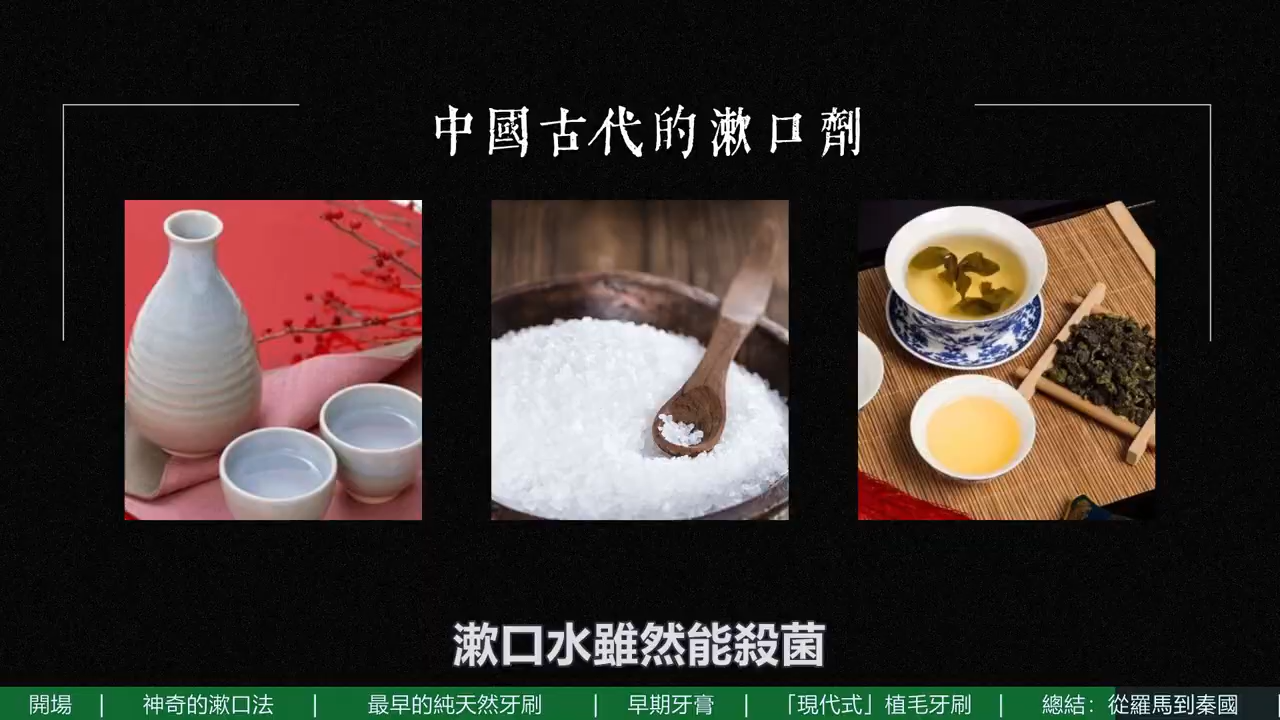 中國古代的漱口劑
漱口水雖然能殺菌
開場 | 神奇的漱口法 | 最早的純天然牙刷 | 早期牙膏 | 「現代式」植毛牙刷 | 總結：從羅馬到秦國